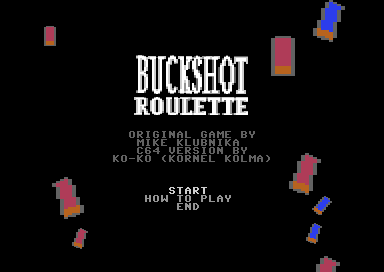 BUCKSHOT
ROULETTE
ORIGINAL GAME BY
MIKE KLUBNIKA
C64 VERSION BY
KO-KO (KORNEL KOLMA)
START
HOW TO PLAY
END